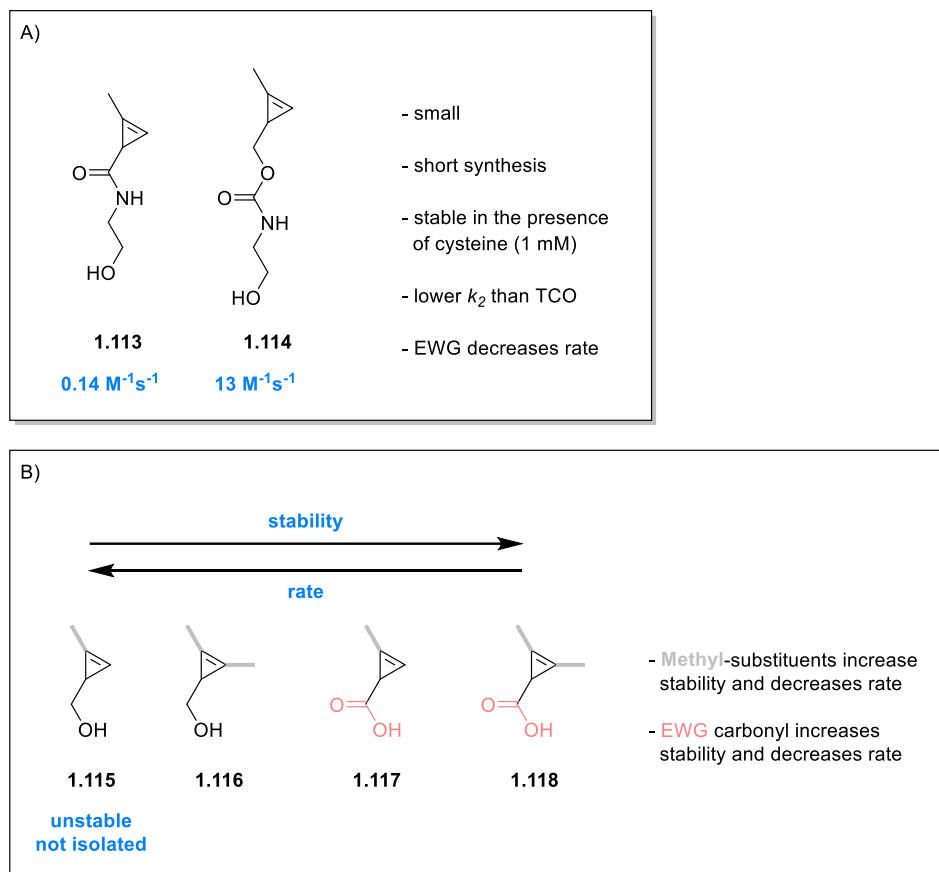 A)
- small
- short synthesis
- stable in the presence
of cysteine (1 mM)
- lower k₂ than TCO
- EWG decreases rate
O
NH
HO
O
O
NH
HO
1.113
1.114
0.14 M⁻¹s⁻¹
13 M⁻¹s⁻¹
B)
stability
rate
OH
OH
O
OH
O
OH
- Methyl-substituents increase
stability and decreases rate
- EWG carbonyl increases
stability and decreases rate
1.115
1.116
1.117
1.118
unstable
not isolated